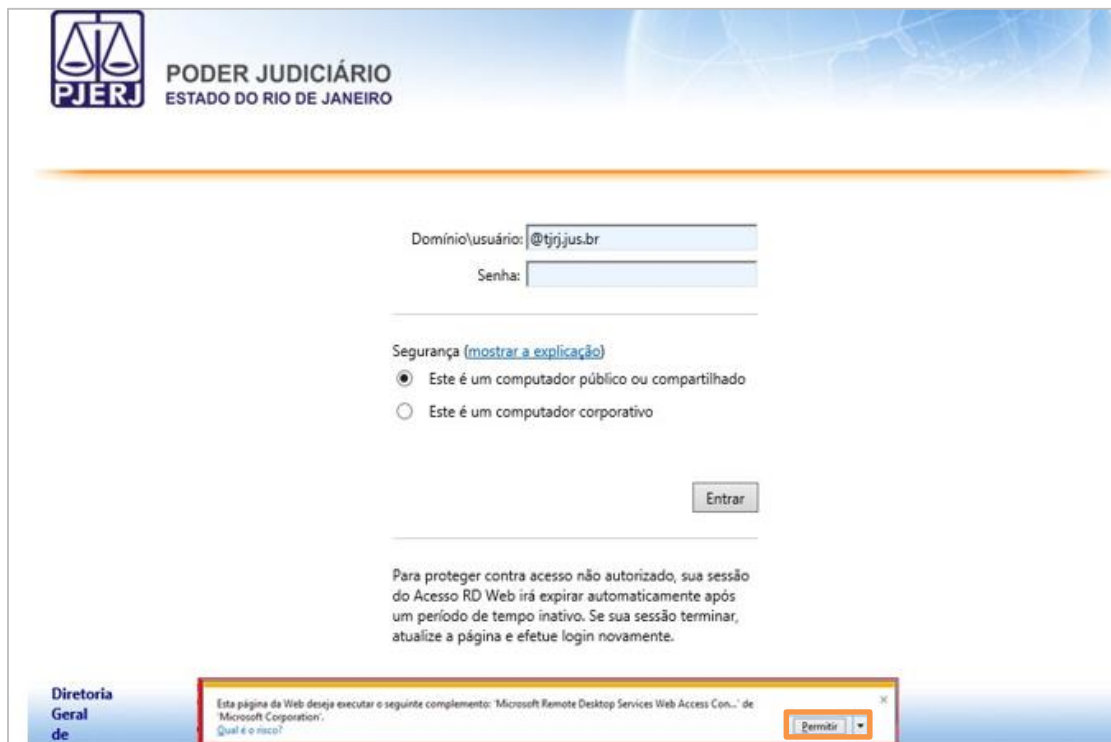 PJERJ
PODER JUDICIÁRIO
ESTADO DO RIO DE JANEIRO
Domínio\usuário: @tjrj.jus.br
Senha:
Segurança (mostrar a explicação)
Este é um computador público ou compartilhado
Este é um computador corporativo
Entrar
Para proteger contra acesso não autorizado, sua sessão
do Acesso RD Web irá expirar automaticamente após
um período de tempo inativo. Se sua sessão terminar,
atualize a página e efetue login novamente.
Diretoria
Geral
de
Esta página da Web deseja executar o seguinte complemento: 'Microsoft Remote Desktop Services Web Access Con...' de
'Microsoft Corporation'.
Qual é o risco?
Permitir